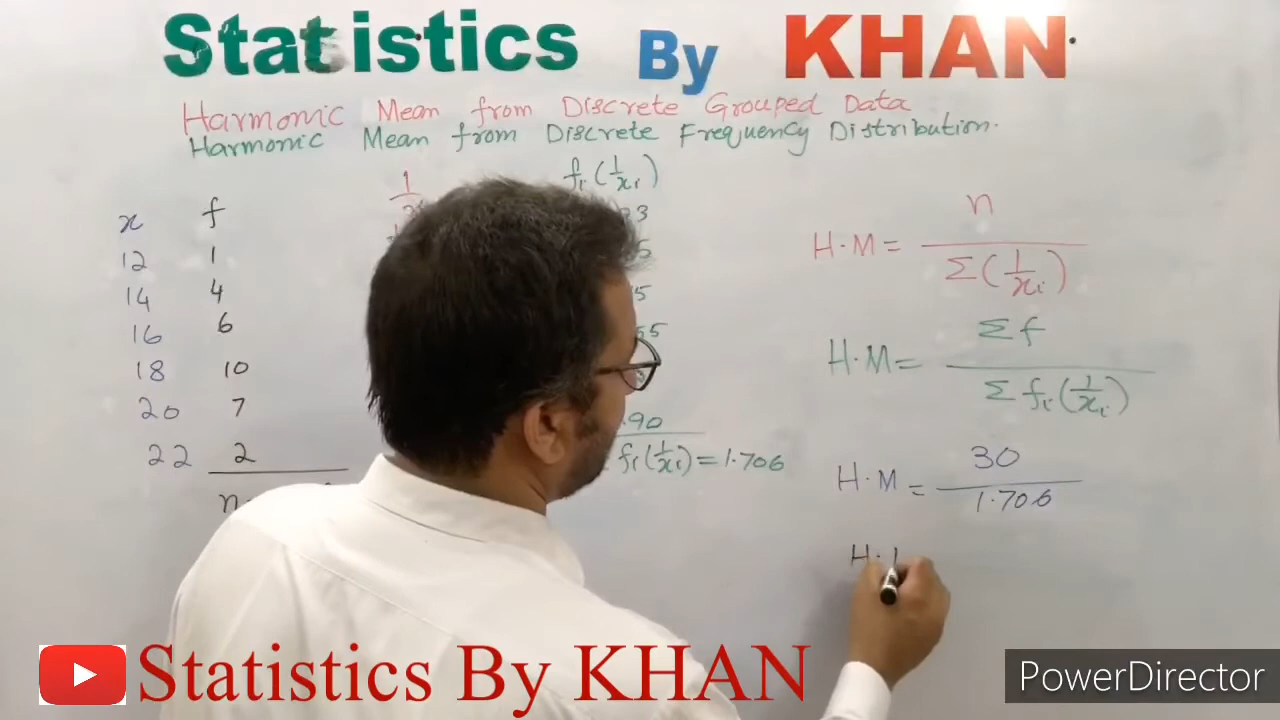 Statistics By KHAN
Harmonic Mean from Discrete Grouped Data
Harmonic Mean from Discrete Frequency Distribution.
x f fi(1/xi)
12 1
14 4
16 6
18 10
20 7
22 2
fi(1/xi) = 1.706
H.M = n / Σ(1/xi)
H.M = Σf / Σfi(1/xi)
H.M = 30 / 1.706
Statistics By KHAN
PowerDirector